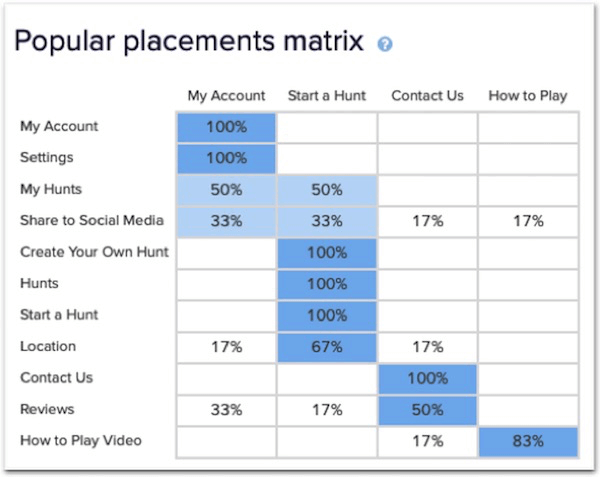 Popular placements matrix ?
My Account Start a Hunt Contact Us How to Play
My Account 100%
Settings 100%
My Hunts 50% 50%
Share to Social Media 33% 33% 17% 17%
Create Your Own Hunt 100%
Hunts 100%
Start a Hunt 100%
Location 17% 67% 17%
Contact Us 100%
Reviews 33% 17% 50%
How to Play Video 17% 83%